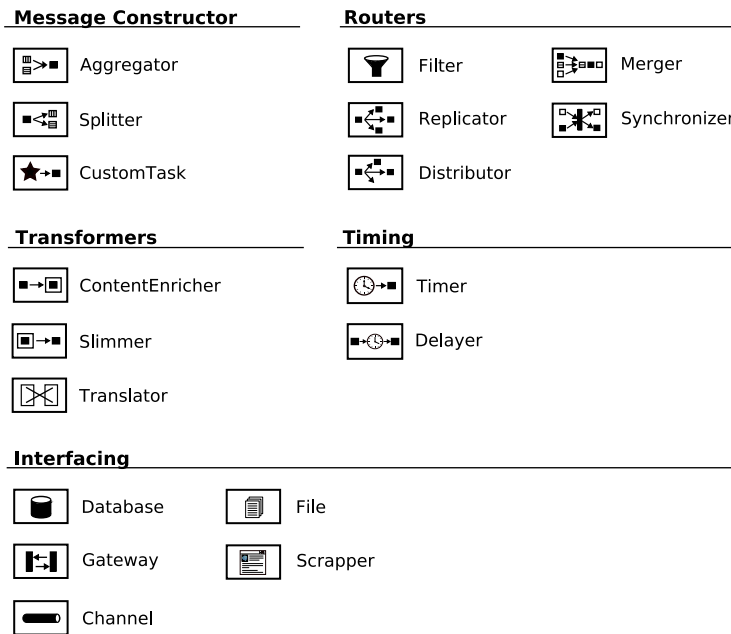 Message Constructor
Aggregator
Splitter
CustomTask
Routers
Filter
Replicator
Distributor
Merger
Synchronizer
Transformers
ContentEnricher
Slimmer
Translator
Timing
Timer
Delayer
Interfacing
Database
Gateway
Channel
File
Scrapper